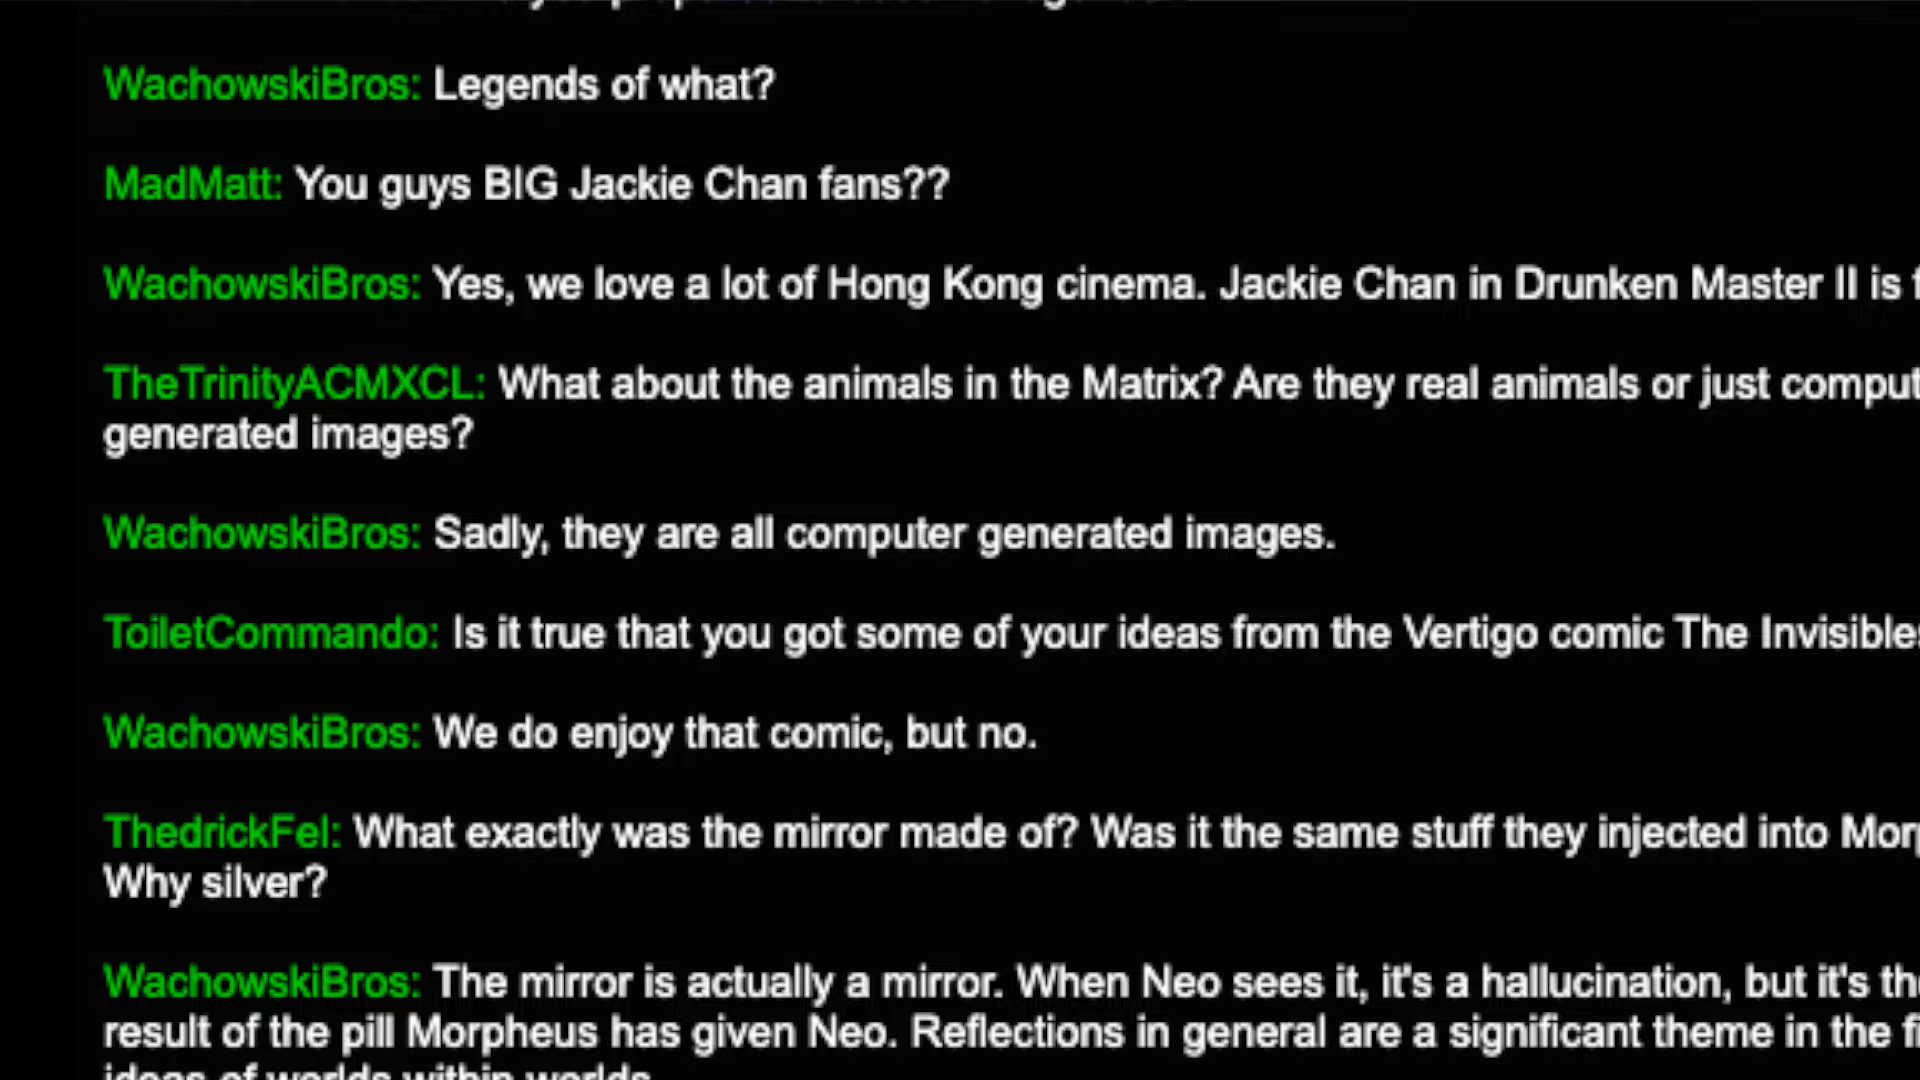 WachowskiBros: Legends of what?
MadMatt: You guys BIG Jackie Chan fans??
WachowskiBros: Yes, we love a lot of Hong Kong cinema. Jackie Chan in Drunken Master II is
TheTrinityACMXCL: What about the animals in the Matrix? Are they real animals or just comput
generated images?
WachowskiBros: Sadly, they are all computer generated images.
ToiletCommando: Is it true that you got some of your ideas from the Vertigo comic The Invisible
WachowskiBros: We do enjoy that comic, but no.
ThedrickFel: What exactly was the mirror made of? Was it the same stuff they injected into Mor
Why silver?
WachowskiBros: The mirror is actually a mirror. When Neo sees it, it's a hallucination, but it's th
result of the pill Morpheus has given Neo. Reflections in general are a significant theme in the
ideas of worlds within worlds.